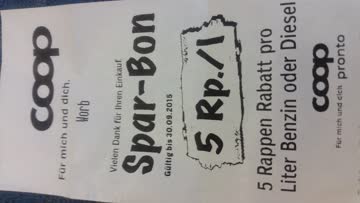 coop
Für mich und dich.
Worb
Vielen Dank für Ihren Einkauf
Spar-Bon
Gültig bis 30.09.2015
5 Rp./l
5 Rappen Rabatt pro
Liter Benzin oder Diesel
coop
Für mich und dich pronto